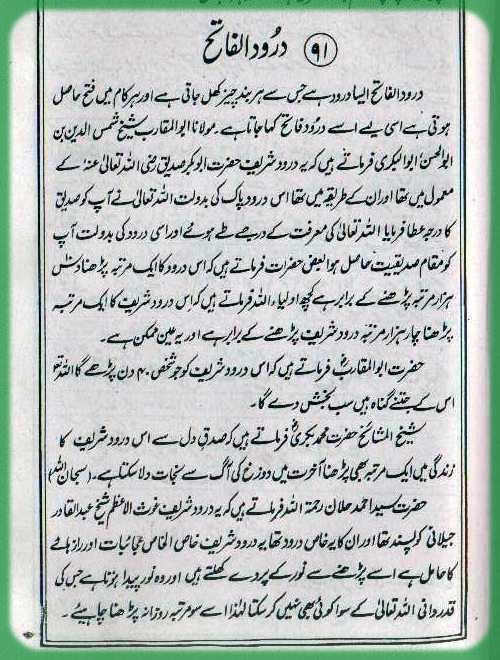 ۹۱ درود الفاتح
درود الفاتح ایسا درود ہے جس سے ہر بند چیز کھل جاتی ہے اور ہر کام میں فتح حاصل
ہوتی ہے اسی لیے اسے درود فاتح کہا جاتا ہے۔ مولانا ابو المقارب شیخ شمس الدین بن
ابو الحسن ابو البکری فرماتے ہیں کہ یہ درود شریف حضرت ابوبکر صدیق رضی اللہ تعالیٰ عنہ کے
معمول میں تھا اور ان کے طریقہ میں تھا اس درود پاک کی بدولت اللہ تعالیٰ نے آپ کو صدیق
کا درجہ عطا فرمایا اللہ تعالیٰ کی معرفت کے درجے طے ہوئے اور اسی درود کی بدولت آپ
کو مقام صدیقیت حاصل ہوا بعض حضرات فرماتے ہیں کہ اس درود کا ایک مرتبہ پڑھنا دس
ہزار مرتبہ پڑھنے کے برابر ہے کچھ اولیاء اللہ فرماتے ہیں کہ اس درود شریف کا ایک مرتبہ
پڑھنا چار ہزار مرتبہ درود شریف پڑھنے کے برابر ہے اور یہ عین ممکن ہے۔
حضرت ابو المقارب فرماتے ہیں کہ اس درود شریف کو جو شخص ۴۰ دن پڑھے گا اللہ
اس کے جتنے گناہ ہیں سب بخش دے گا۔
شیخ المشائخ حضرت محمد بکری فرماتے ہیں کہ صدق دل سے اس درود شریف کا
زندگی میں ایک مرتبہ بھی پڑھنا آخرت میں دوزخ کی آگ سے نجات دلا سکتا ہے۔ (سبحان اللہ)
حضرت سید احمد حلان رحمتہ اللہ فرماتے ہیں کہ یہ درود شریف غوث الاعظم شیخ عبدالقادر
جیلانی کو پسند تھا اور ان کا یہ خاص درود تھا یہ درود شریف خاص الخاص عجائبات اور راز ہائے
کا حامل ہے اسے پڑھنے سے نور کے پردے کھلتے ہیں اور وہ نور پیدا ہوتا ہے جس کی
قدردانی اللہ تعالیٰ کے سوا کوئی بھی نہیں کر سکتا لہٰذا اسے سو مرتبہ روزانہ پڑھنا چاہیئے۔